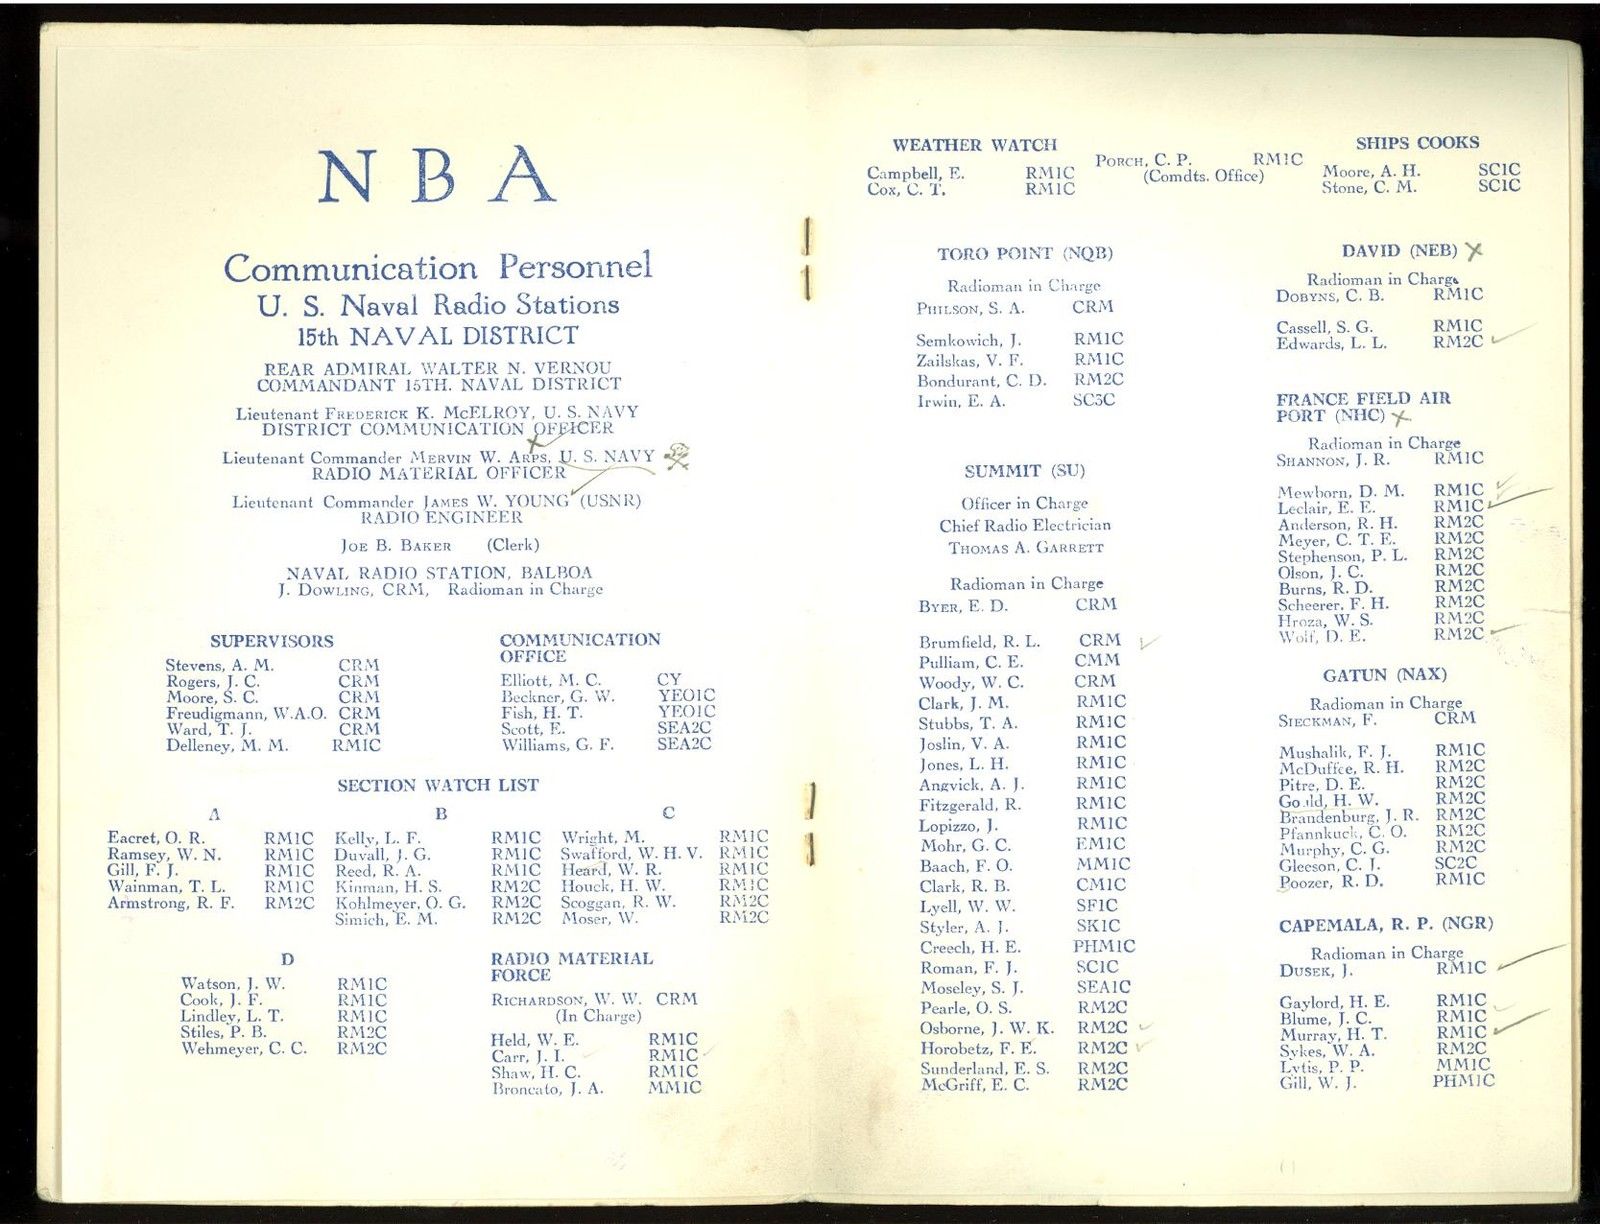 N B A
Communication Personnel
U. S. Naval Radio Stations
15th NAVAL DISTRICT
REAR ADMIRAL WALTER N. VERNOU
COMMANDANT 15TH. NAVAL DISTRICT
Lieutenant FREDERICK K. McELROY, U. S. NAVY
DISTRICT COMMUNICATION OFFICER
Lieutenant Commander MERVIN W. ARPS, U. S. NAVY
RADIO MATERIAL OFFICER
Lieutenant Commander JAMES W. YOUNG (USNR)
RADIO ENGINEER
JOE B. BAKER (Clerk)
NAVAL RADIO STATION, BALBOA
J. DOWLING, CRM, Radioman in Charge
SUPERVISORS
Stevens, A. M. CRM
Rogers, J. C. CRM
Moore, S. C. CRM
Freudigmann, W.A.O. CRM
Ward, T. J. CRM
Delleney, M. M. RM1C
COMMUNICATION
OFFICE
Elliott, M. C. CY
Beckner, G. W. YEO1C
Fish, H. T. YEO1C
Scott, E. SEA2C
Williams, G. F. SEA2C
SECTION WATCH LIST
A
Eacret, O. R. RM1C
Ramsey, W. N. RM1C
Gill, F. J. RM1C
Wainman, T. L. RM1C
Armstrong, R. F. RM2C
B
Kelly, L. F. RM1C
Duvall, J. G. RM1C
Reed, R. A. RM1C
Kinman, H. S. RM2C
Kohlmeyer, O. G. RM2C
Simich, E. M. RM2C
C
Wright, M. RM1C
Swafford, W. H. V. RM1C
Heard, W. R. RM1C
Houck, H. W. RM1C
Scoggan, R. W. RM2C
Moser, W. RM2C
D
Watson, J. W. RM1C
Cook, J. F. RM1C
Lindley, L. T. RM1C
Stiles, P. B. RM2C
Wehmeyer, C. C. RM2C
RADIO MATERIAL
FORCE
RICHARDSON, W. W. CRM
(In Charge)
Held, W. E. RM1C
Carr, J. I. RM1C
Shaw, H. C. RM1C
Broncato, J. A. MM1C
WEATHER WATCH
Campbell, E. RM1C
Cox, C. T. RM1C
PORCH, C. P. RM1C
(Comdts. Office)
SHIPS COOKS
Moore, A. H. SC1C
Stone, C. M. SC1C
TORO POINT (NQB)
Radioman in Charge
PHILSON, S. A. CRM
Semkowich, J. RM1C
Zailskas, V. F. RM1C
Bondurant, C. D. RM2C
Irwin, E. A. SC3C
SUMMIT (SU)
Officer in Charge
Chief Radio Electrician
THOMAS A. GARRETT
Radioman in Charge
BYER, E. D. CRM
Brumfield, R. L. CRM
Pulliam, C. E. CMM
Woody, W. C. CRM
Clark, J. M. RM1C
Stubbs, T. A. RM1C
Joslin, V. A. RM1C
Jones, L. H. RM1C
Angvick, A. J. RM1C
Fitzgerald, R. RM1C
Lopizzo, J. RM1C
Mohr, G. C. EM1C
Baach, F. O. MM1C
Clark, R. B. CM1C
Lyell, W. W. SF1C
Styler, A. J. SK1C
Creech, H. E. PHM1C
Roman, F. J. SC1C
Moseley, S. J. SEA1C
Pearle, O. S. RM2C
Osborne, J. W. K. RM2C
Horobetz, F. E. RM2C
Sunderland, E. S. RM2C
McGriff, E. C. RM2C
DAVID (NEB) X
Radioman in Charge
DOBYNS, C. B. RM1C
Cassell, S. G. RM1C
Edwards, L. L. RM2C
FRANCE FIELD AIR
PORT (NHC) X
Radioman in Charge
SHANNON, J. R. RM1C
Mewborn, D. M. RM1C
Leclair, E. E. RM1C
Anderson, R. H. RM2C
Meyer, C. T. E. RM2C
Stephenson, P. L. RM2C
Olson, J. C. RM2C
Burns, R. D. RM2C
Scheerer, F. H. RM2C
Hroza, W. S. RM2C
Wolf, D. E. RM2C
GATUN (NAX)
Radioman in Charge
SIECKMAN, F. CRM
Mushalik, F. J. RM1C
McDuffee, R. H. RM2C
Pitre, D. E. RM2C
Gould, H. W. RM2C
Brandenburg, J. R. RM2C
Pfannkuck, C. O. RM2C
Murphy, C. G. RM2C
Gleeson, C. J. SC2C
Poozer, R. D. RM1C
CAPEMALA, R. P. (NGR)
Radioman in Charge
DUSEK, J. RM1C
Gaylord, H. E. RM1C
Blume, J. C. RM1C
Murray, H. T. RM1C
Sykes, W. A. RM2C
Lytis, P. P. MM1C
Gill, W. J. PHM1C